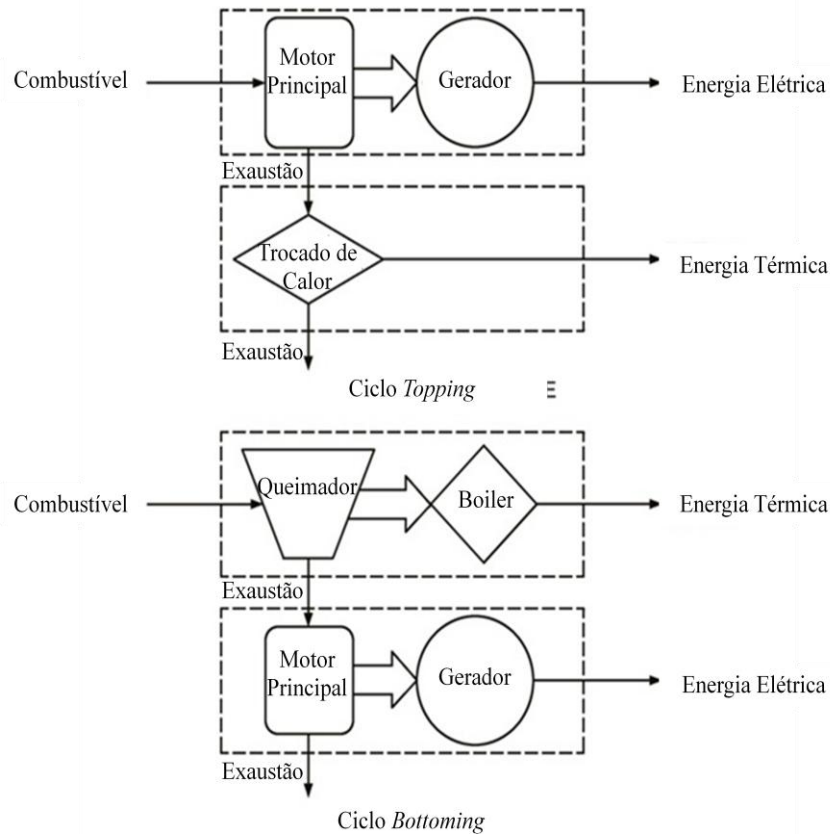 Motor
Principal
Combustível
Gerador
Energia Elétrica
Exaustão
Trocado de
Calor
Energia Térmica
Exaustão
Ciclo Topping
Queimador
Combustível
Boiler
Energia Térmica
Exaustão
Motor
Principal
Gerador
Energia Elétrica
Exaustão
Ciclo Bottoming